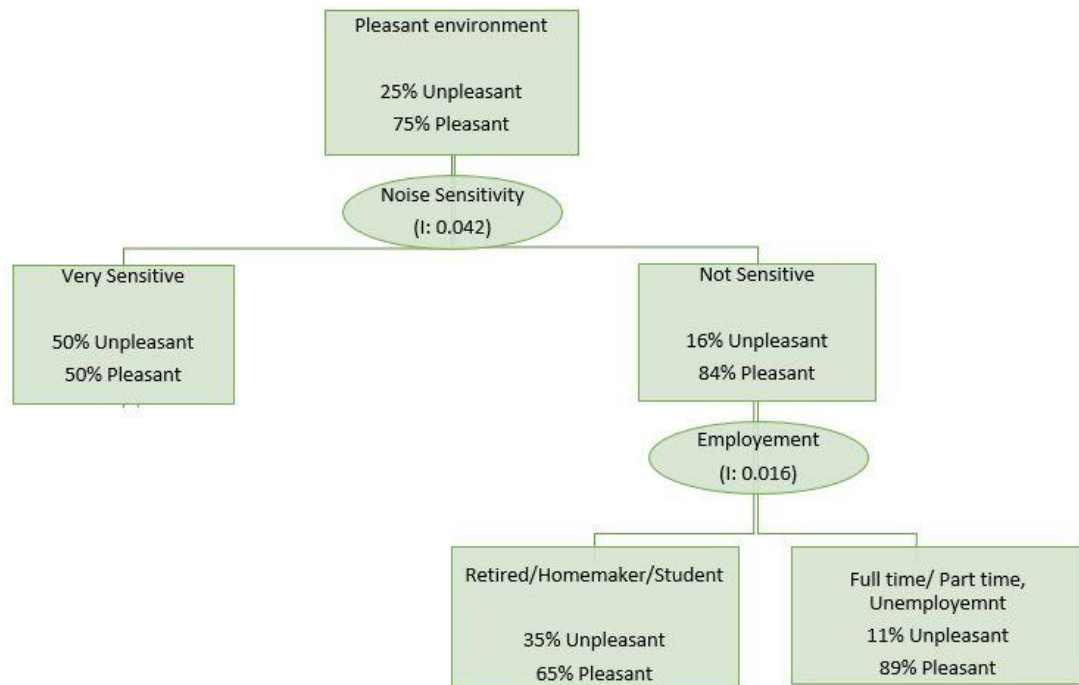 Pleasant environment
25% Unpleasant
75% Pleasant
Noise Sensitivity
(I: 0.042)
Very Sensitive
50% Unpleasant
50% Pleasant
Not Sensitive
16% Unpleasant
84% Pleasant
Employement
(I: 0.016)
Retired/Homemaker/Student
35% Unpleasant
65% Pleasant
Full time/ Part time,
Unemployemnt
11% Unpleasant
89% Pleasant